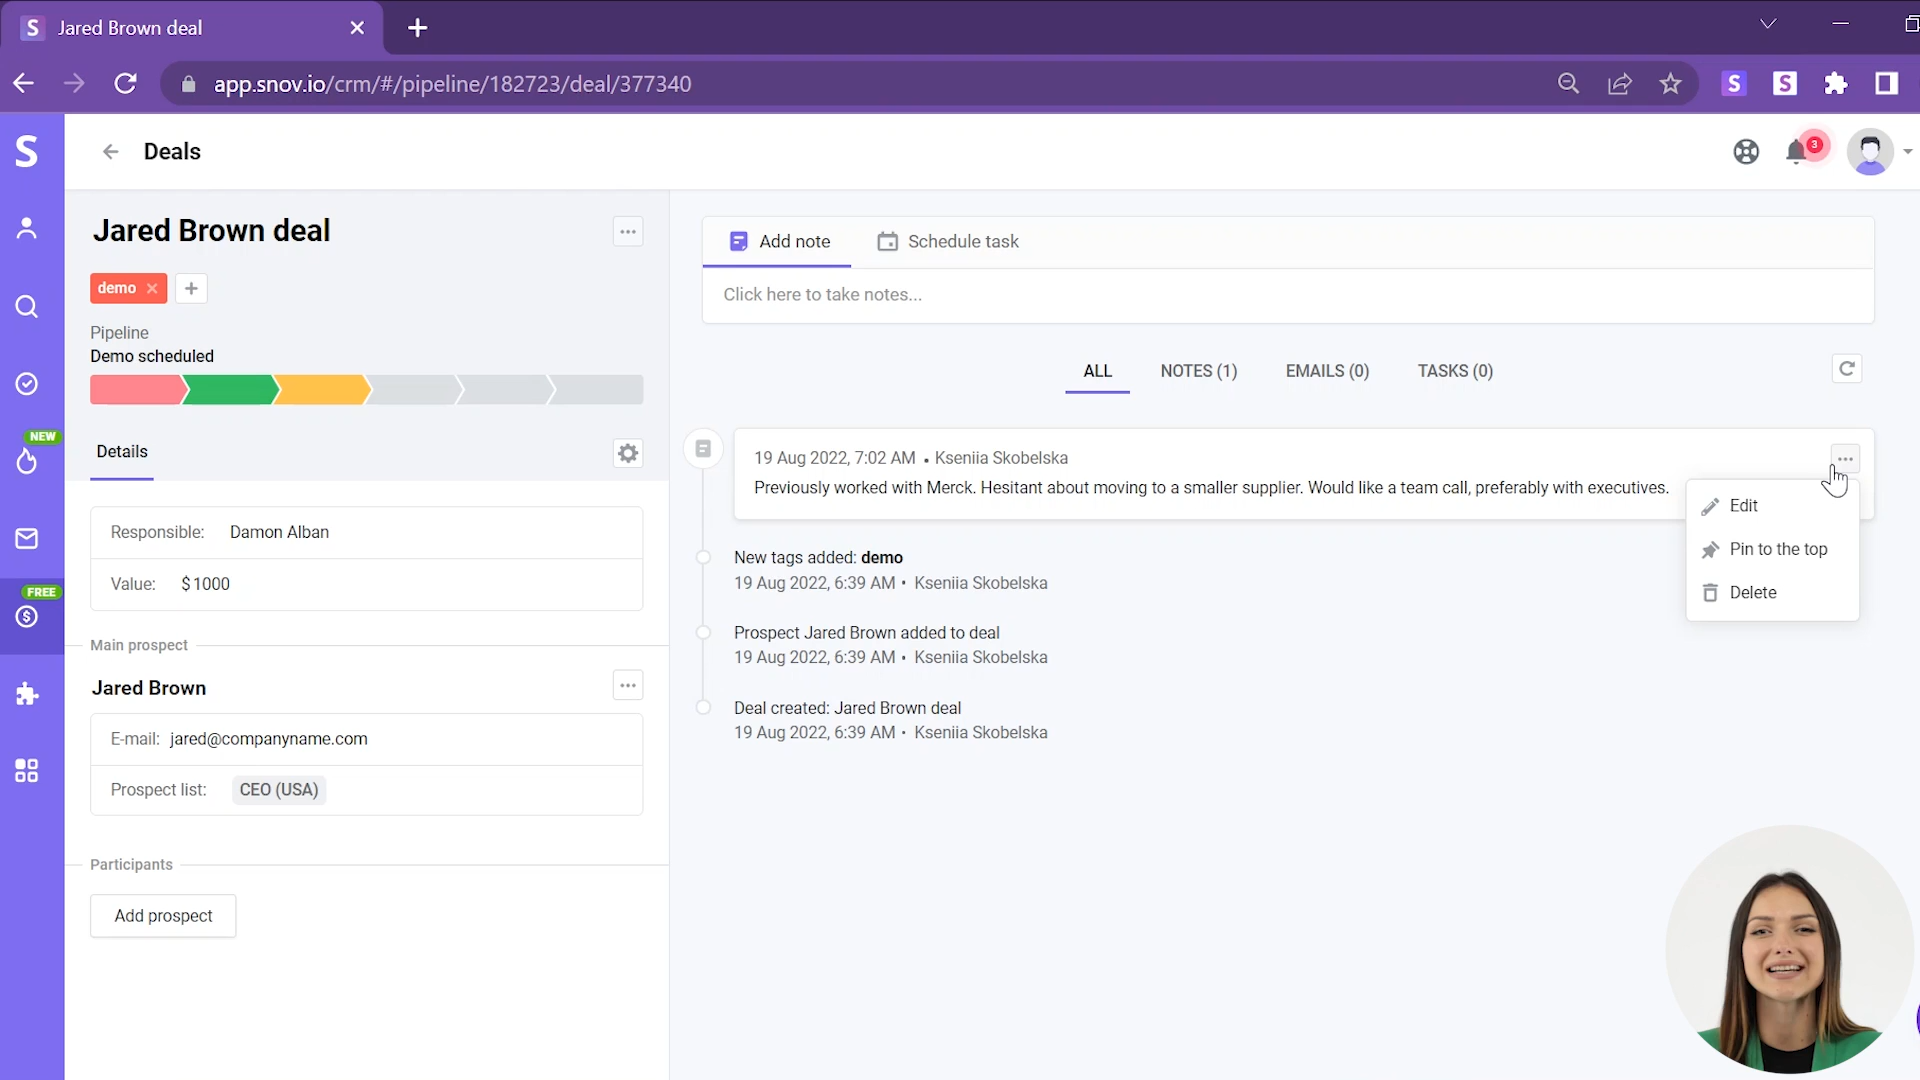 S Jared Brown deal
app.snov.io/crm/#/pipeline/182723/deal/377340
S
S
S
Deals
3
Jared Brown deal
demo
Pipeline
Demo scheduled
Details
Responsible: Damon Alban
Value: $1000
Main prospect
Jared Brown
E-mail: jared@companyname.com
Prospect list: CEO (USA)
Participants
Add prospect
NEW
FREE
Add note
Schedule task
Click here to take notes...
ALL
NOTES (1)
EMAILS (0)
TASKS (0)
19 Aug 2022, 7:02 AM • Kseniia Skobelska
Previously worked with Merck. Hesitant about moving to a smaller supplier. Would like a team call, preferably with executives.
Edit
Pin to the top
Delete
New tags added: demo
19 Aug 2022, 6:39 AM • Kseniia Skobelska
Prospect Jared Brown added to deal
19 Aug 2022, 6:39 AM • Kseniia Skobelska
Deal created: Jared Brown deal
19 Aug 2022, 6:39 AM • Kseniia Skobelska